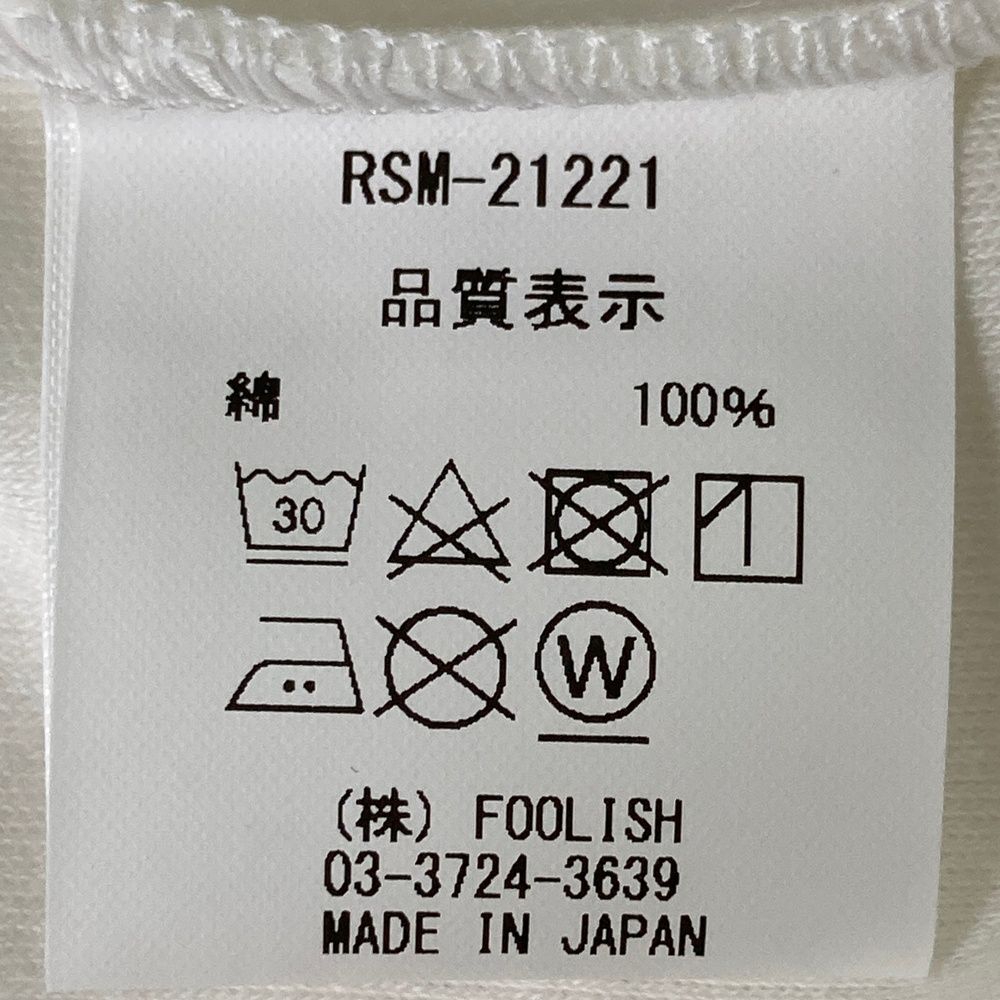 RSM-21221
品質表示
綿 100%
30
W
(株) FOOLISH
03-3724-3639
MADE IN JAPAN